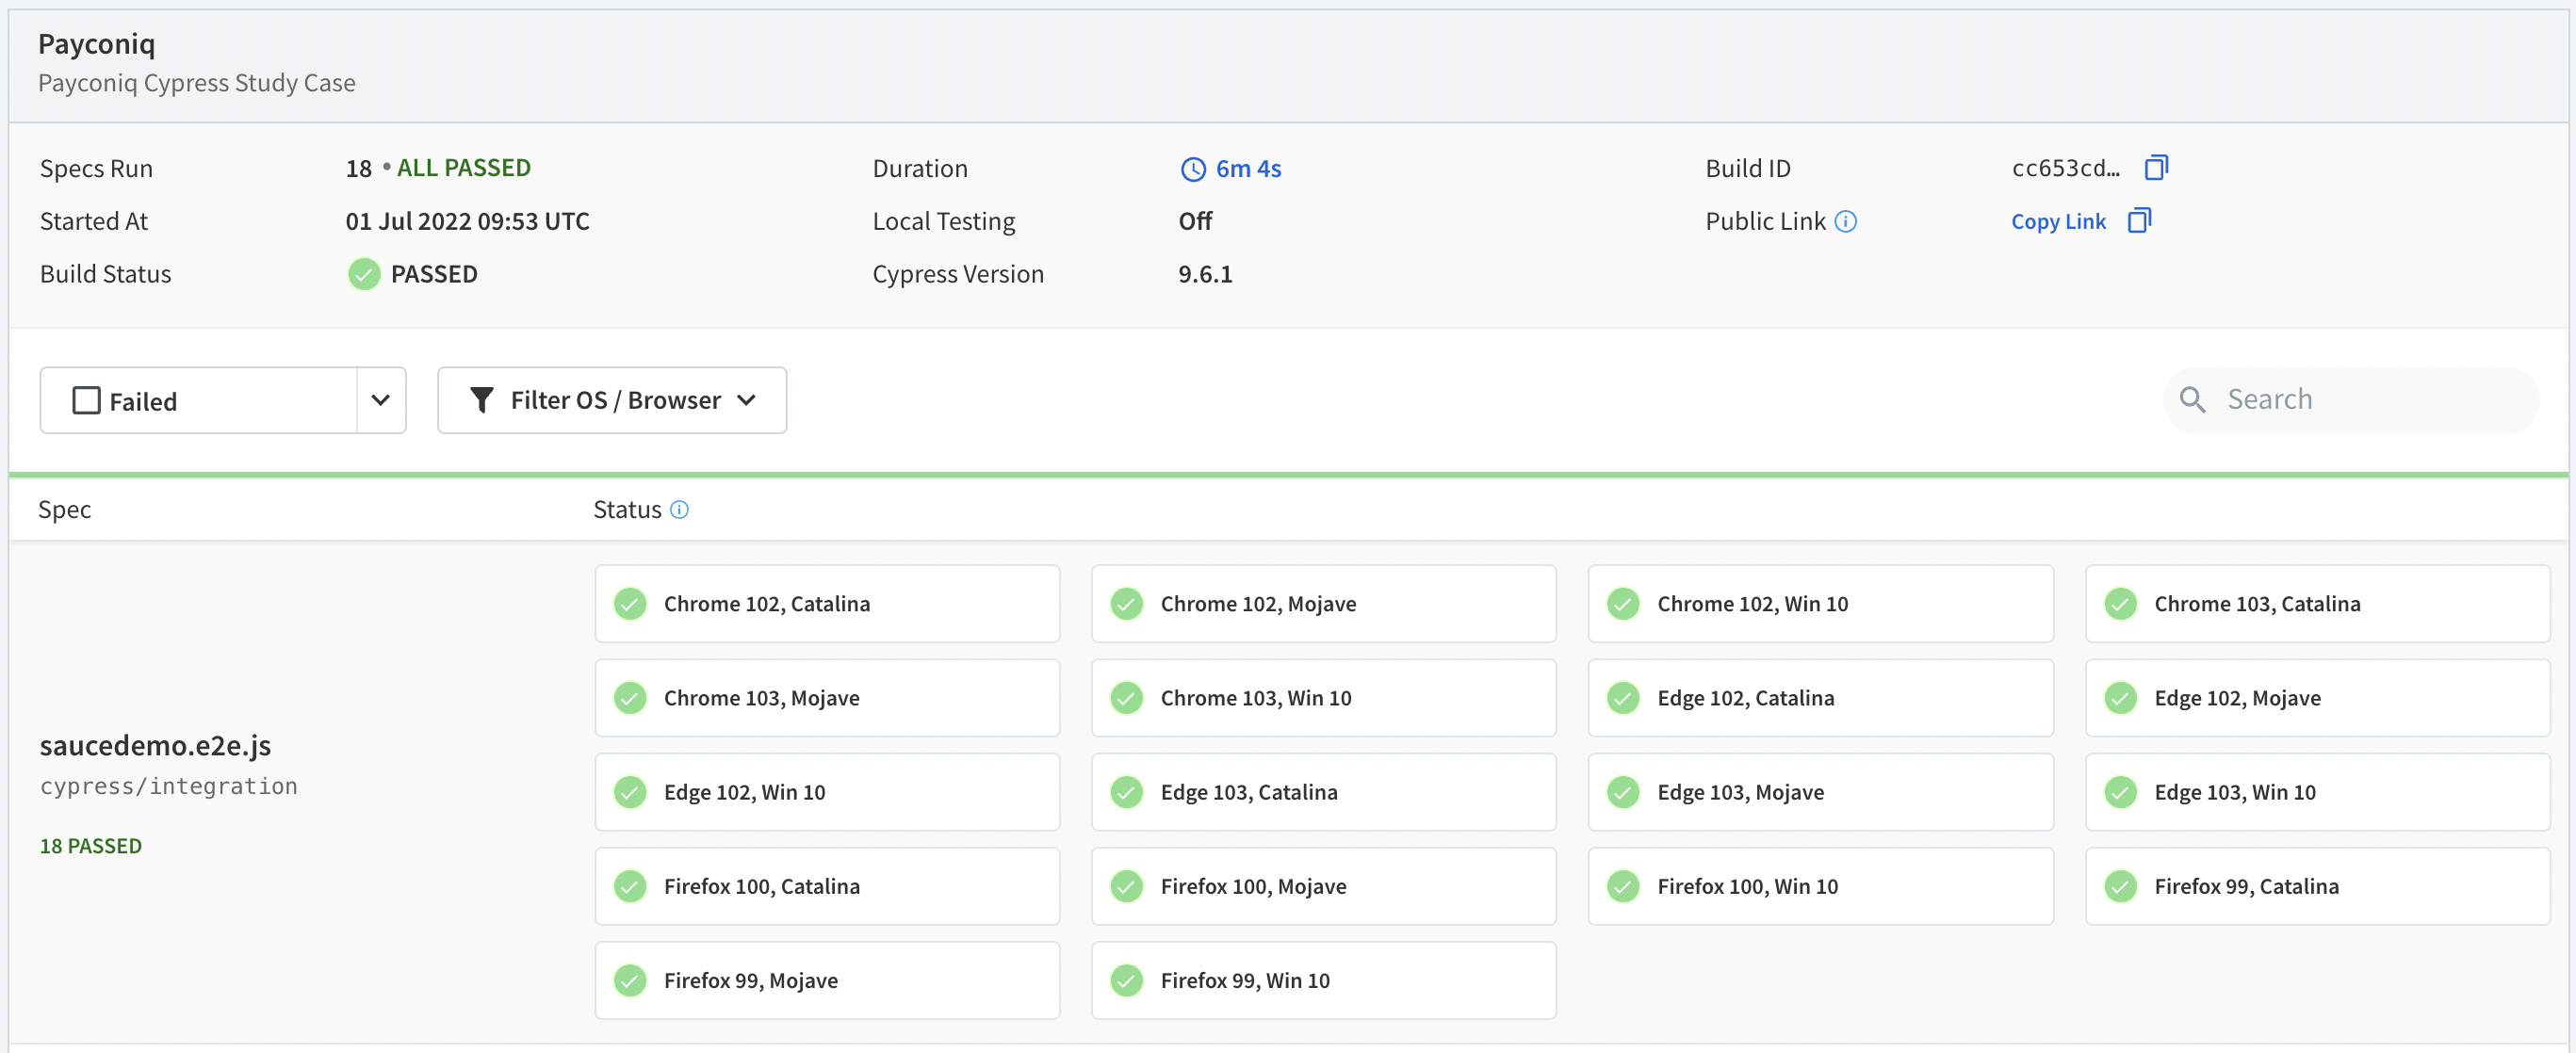 Payconiq
Payconiq Cypress Study Case
Specs Run 18 • ALL PASSED Duration 6m 4s Build ID cc653cd…
Started At 01 Jul 2022 09:53 UTC Local Testing Off Public Link Copy Link
Build Status PASSED Cypress Version 9.6.1
Failed Filter OS / Browser Search
Spec Status
Chrome 102, Catalina Chrome 102, Mojave Chrome 102, Win 10 Chrome 103, Catalina
Chrome 103, Mojave Chrome 103, Win 10 Edge 102, Catalina Edge 102, Mojave
saucedemo.e2e.js
cypress/integration
Edge 102, Win 10 Edge 103, Catalina Edge 103, Mojave Edge 103, Win 10
18 PASSED
Firefox 100, Catalina Firefox 100, Mojave Firefox 100, Win 10 Firefox 99, Catalina
Firefox 99, Mojave Firefox 99, Win 10